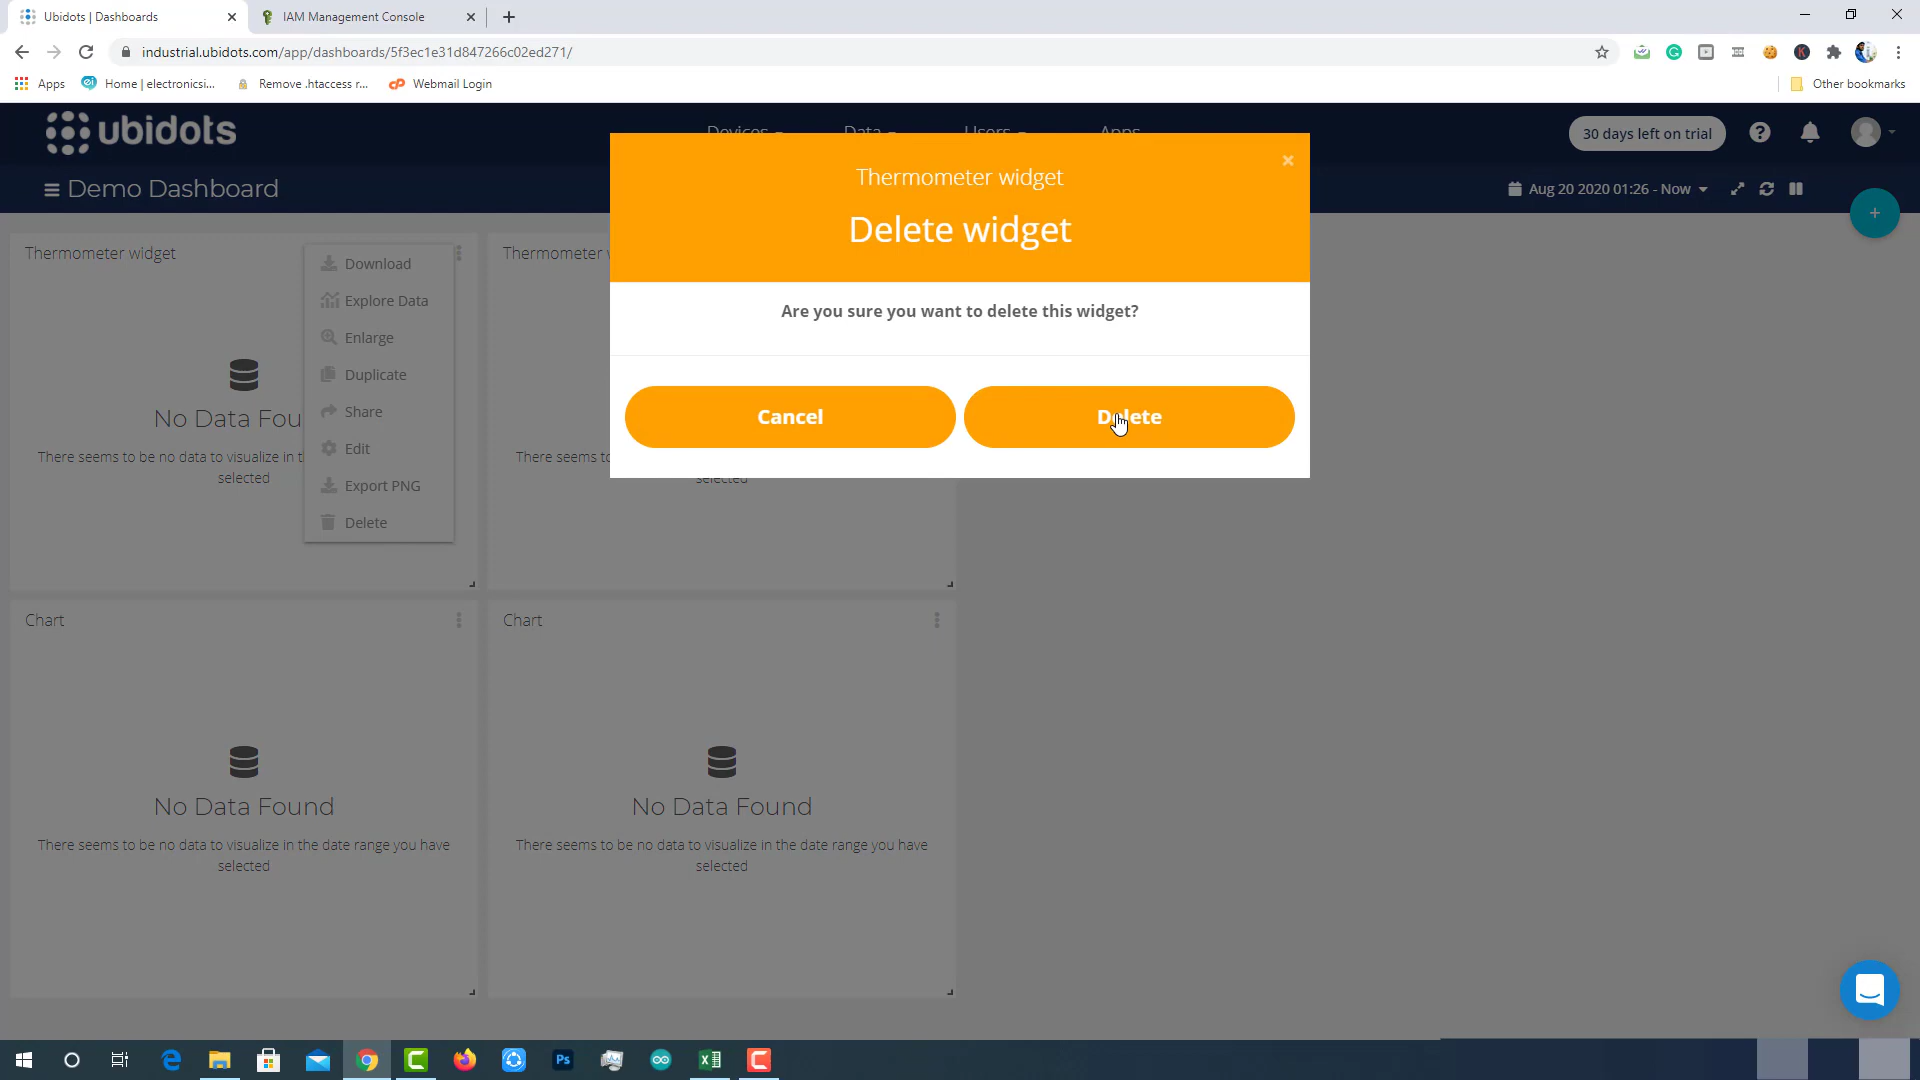 Ubidots | Dashboards
IAM Management Console
industrial.ubidots.com/app/dashboards/5f3ec1e31d847266c02ed271/
Apps
Home | electronicsi...
Remove .htaccess r...
Webmail Login
Other bookmarks
ubidots
Devices
Data
Users
Apps
30 days left on trial
Demo Dashboard
Aug 20 2020 01:26 - Now
Thermometer widget
Delete widget
Are you sure you want to delete this widget?
Cancel
Delete
Thermometer widget
Download
Explore Data
Enlarge
Duplicate
Share
Edit
Export PNG
Delete
No Data Fou
There seems to be no data to visualize in t
selected
Thermometer
There seems to
selected
Chart
No Data Found
There seems to be no data to visualize in the date range you have
selected
Chart
No Data Found
There seems to be no data to visualize in the date range you have
selected
Ps